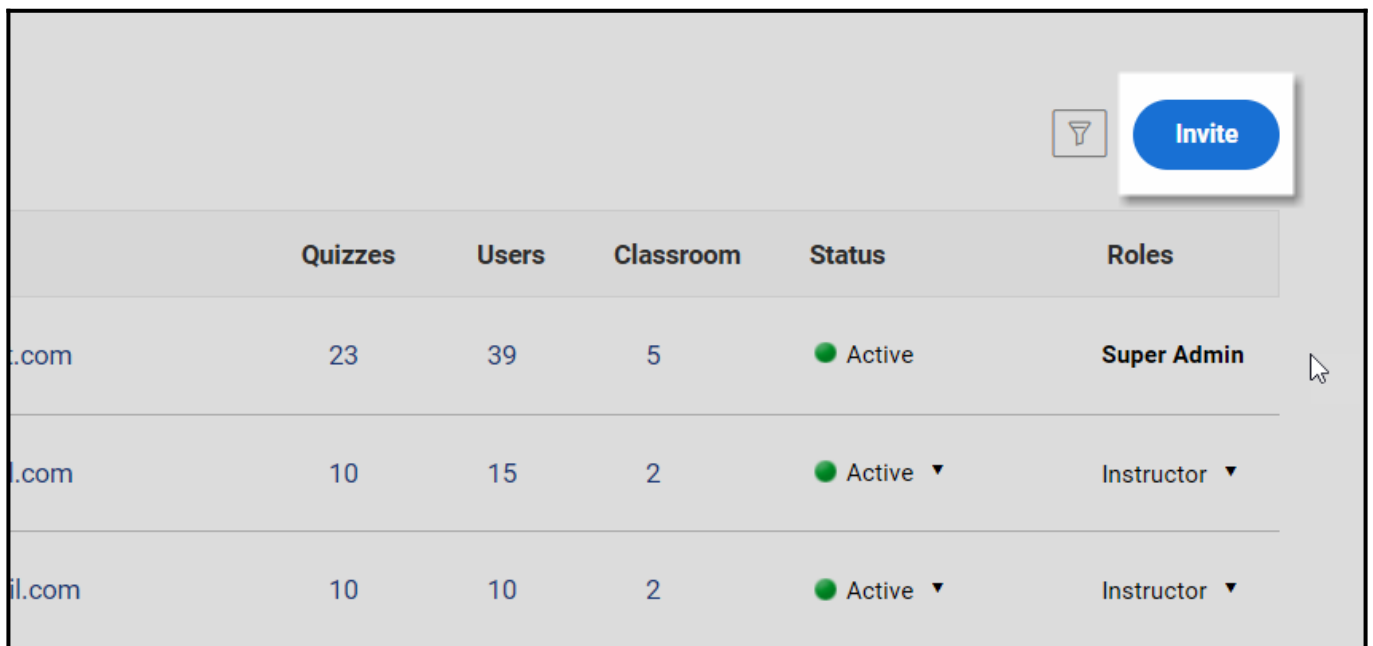 Invite
Quizzes Users Classroom Status Roles
.com 23 39 5 Active Super Admin
.com 10 15 2 Active Instructor
il.com 10 10 2 Active Instructor